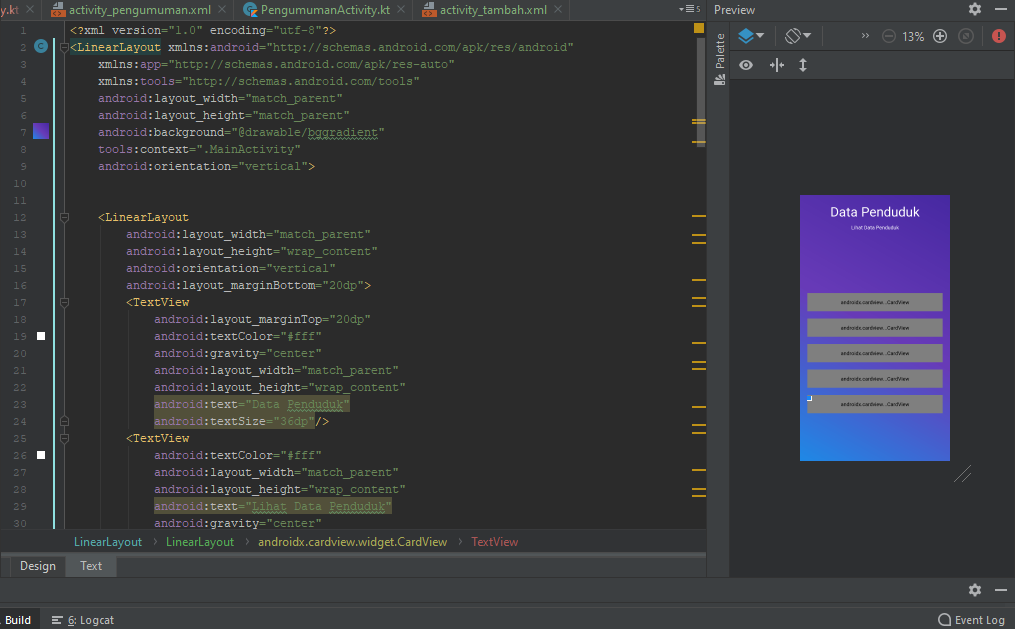 y.kt activity_pengumuman.xml PengumumanActivity.kt activity_tambah.xml
Preview
Palette
13%
1 <?xml version="1.0" encoding="utf-8"?>
2 <LinearLayout xmlns:android="http://schemas.android.com/apk/res/android"
3 xmlns:app="http://schemas.android.com/apk/res-auto"
4 xmlns:tools="http://schemas.android.com/tools"
5 android:layout_width="match_parent"
6 android:layout_height="match_parent"
7 android:background="@drawable/bggradient"
8 tools:context=".MainActivity"
9 android:orientation="vertical">
10
11
12 <LinearLayout
13 android:layout_width="match_parent"
14 android:layout_height="wrap_content"
15 android:orientation="vertical"
16 android:layout_marginBottom="20dp">
17 <TextView
18 android:layout_marginTop="20dp"
19 android:textColor="#fff"
20 android:gravity="center"
21 android:layout_width="match_parent"
22 android:layout_height="wrap_content"
23 android:text="Data Penduduk"
24 android:textSize="36dp"/>
25 <TextView
26 android:textColor="#fff"
27 android:layout_width="match_parent"
28 android:layout_height="wrap_content"
29 android:text="Lihat Data Penduduk"
30 android:gravity="center"
Data Penduduk
Lihat Data Penduduk
androidx.cardview...CardView
androidx.cardview...CardView
androidx.cardview...CardView
androidx.cardview...CardView
androidx.cardview...CardView
LinearLayout › LinearLayout › androidx.cardview.widget.CardView › TextView
Design Text
Build 6: Logcat Event Log